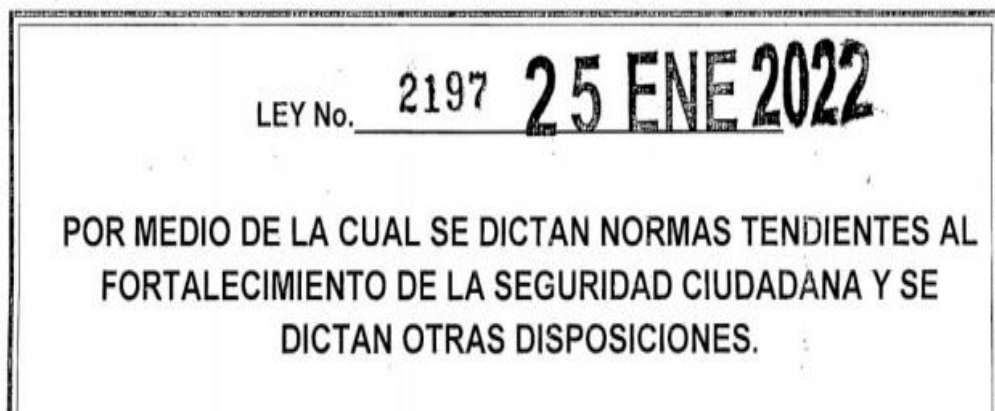 LEY No. 2197 25 ENE 2022
POR MEDIO DE LA CUAL SE DICTAN NORMAS TENDIENTES AL
FORTALECIMIENTO DE LA SEGURIDAD CIUDADANA Y SE
DICTAN OTRAS DISPOSICIONES.